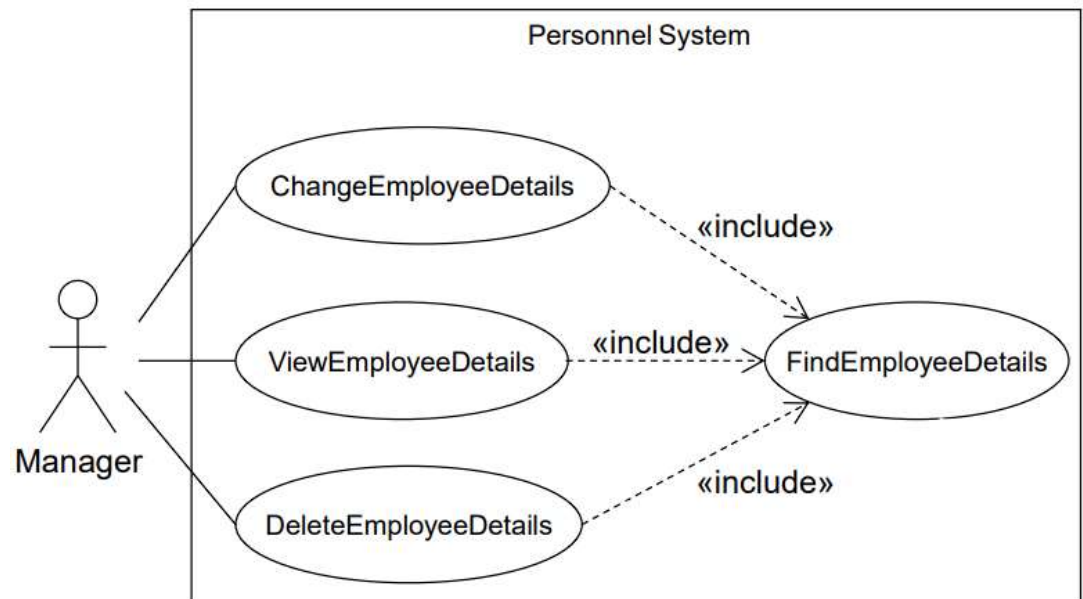 Personnel System
ChangeEmployeeDetails
«include»
ViewEmployeeDetails
«include»
FindEmployeeDetails
Manager
«include»
DeleteEmployeeDetails